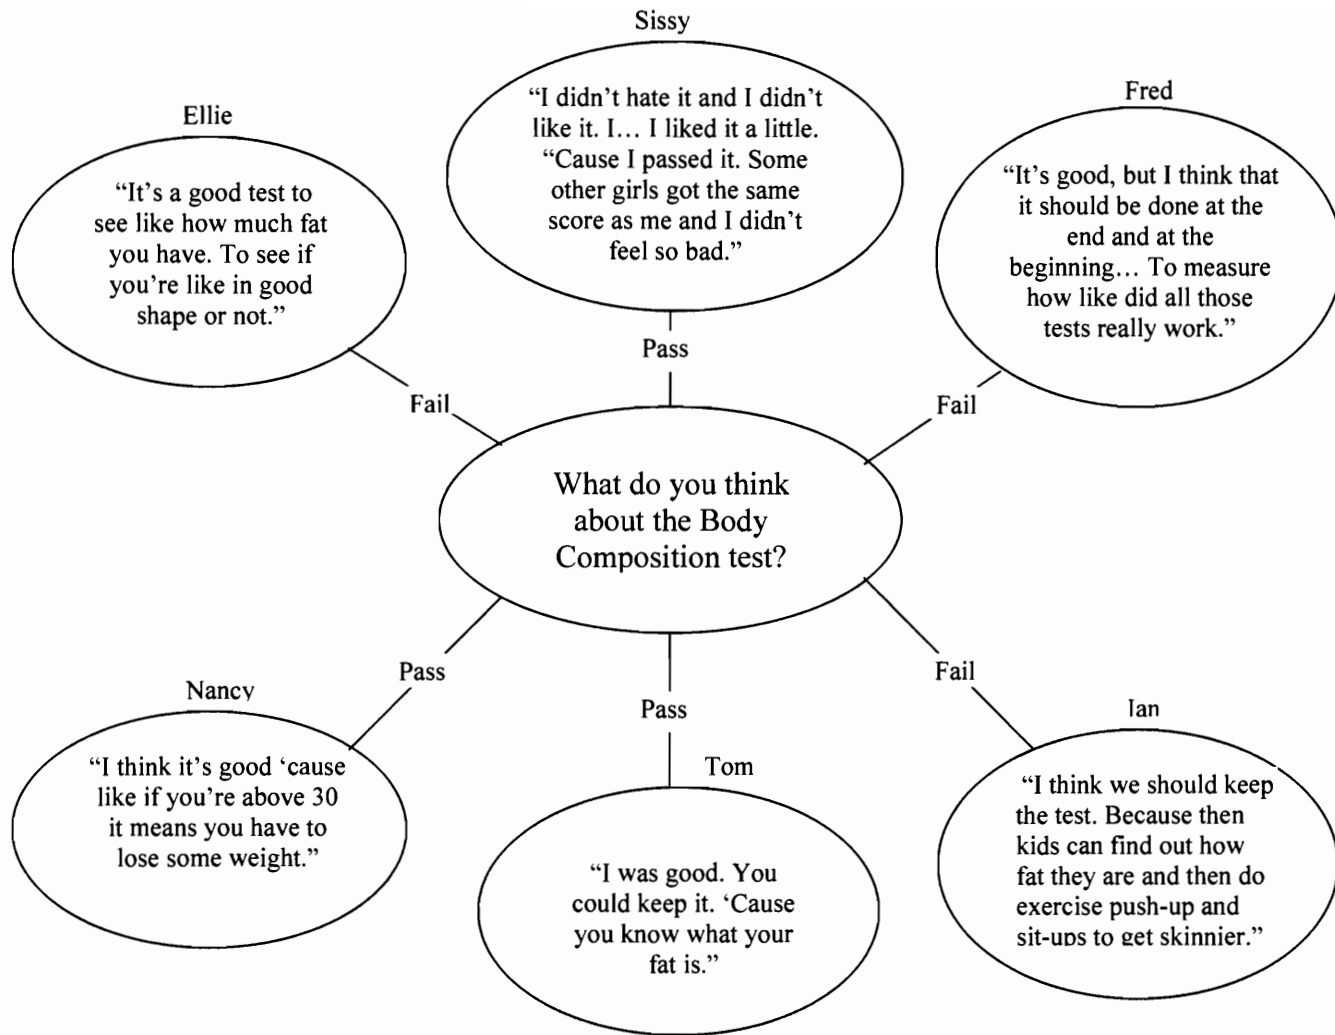 Sissy
“I didn't hate it and I didn't
like it. I... I liked it a little.
“Cause I passed it. Some
other girls got the same
score as me and I didn't
feel so bad.”
Ellie
“It's a good test to
see like how much fat
you have. To see if
you're like in good
shape or not.”
Fred
“It's good, but I think that
it should be done at the
end and at the
beginning... To measure
how like did all those
tests really work.”
Pass
Fail
Fail
What do you think
about the Body
Composition test?
Pass
Pass
Fail
Nancy
“I think it's good ‘cause
like if you're above 30
it means you have to
lose some weight.”
Tom
“I was good. You
could keep it. ‘Cause
you know what your
fat is.”
Ian
“I think we should keep
the test. Because then
kids can find out how
fat they are and then do
exercise push-up and
sit-ups to get skinnier.”